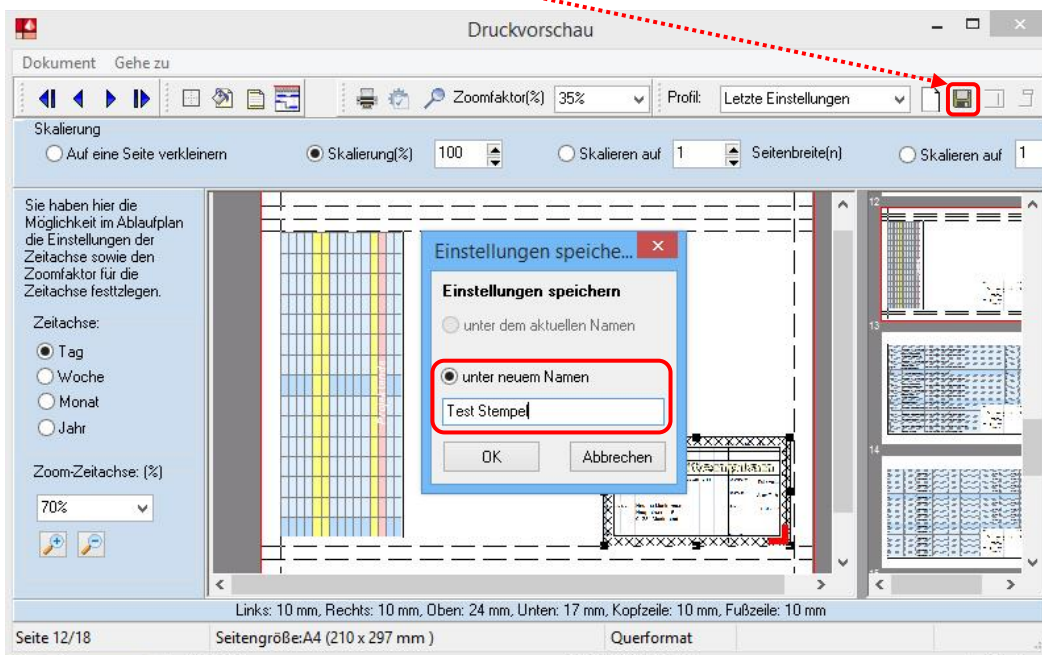 Druckvorschau
Dokument Gehe zu
Zoomfaktor(%) 35% Profil: Letzte Einstellungen
Skalierung
Auf eine Seite verkleinern Skalierung(%) 100 Skalieren auf 1 Seitenbreite(n) Skalieren auf 1
Sie haben hier die
Möglichkeit im Ablaufplan
die Einstellungen der
Zeitachse sowie den
Zoomfaktor für die
Zeitachse festtzlegen.
Zeitachse:
Tag
Woche
Monat
Jahr
Zoom-Zeitachse: (%)
70%
Einstellungen speiche...
Einstellungen speichern
unter dem aktuellen Namen
unter neuem Namen
Test Stempel
OK Abbrechen
12
13
14
Links: 10 mm, Rechts: 10 mm, Oben: 24 mm, Unten: 17 mm, Kopfzeile: 10 mm, Fußzeile: 10 mm
Seite 12/18 Seitengröße:A4 (210 x 297 mm ) Querformat